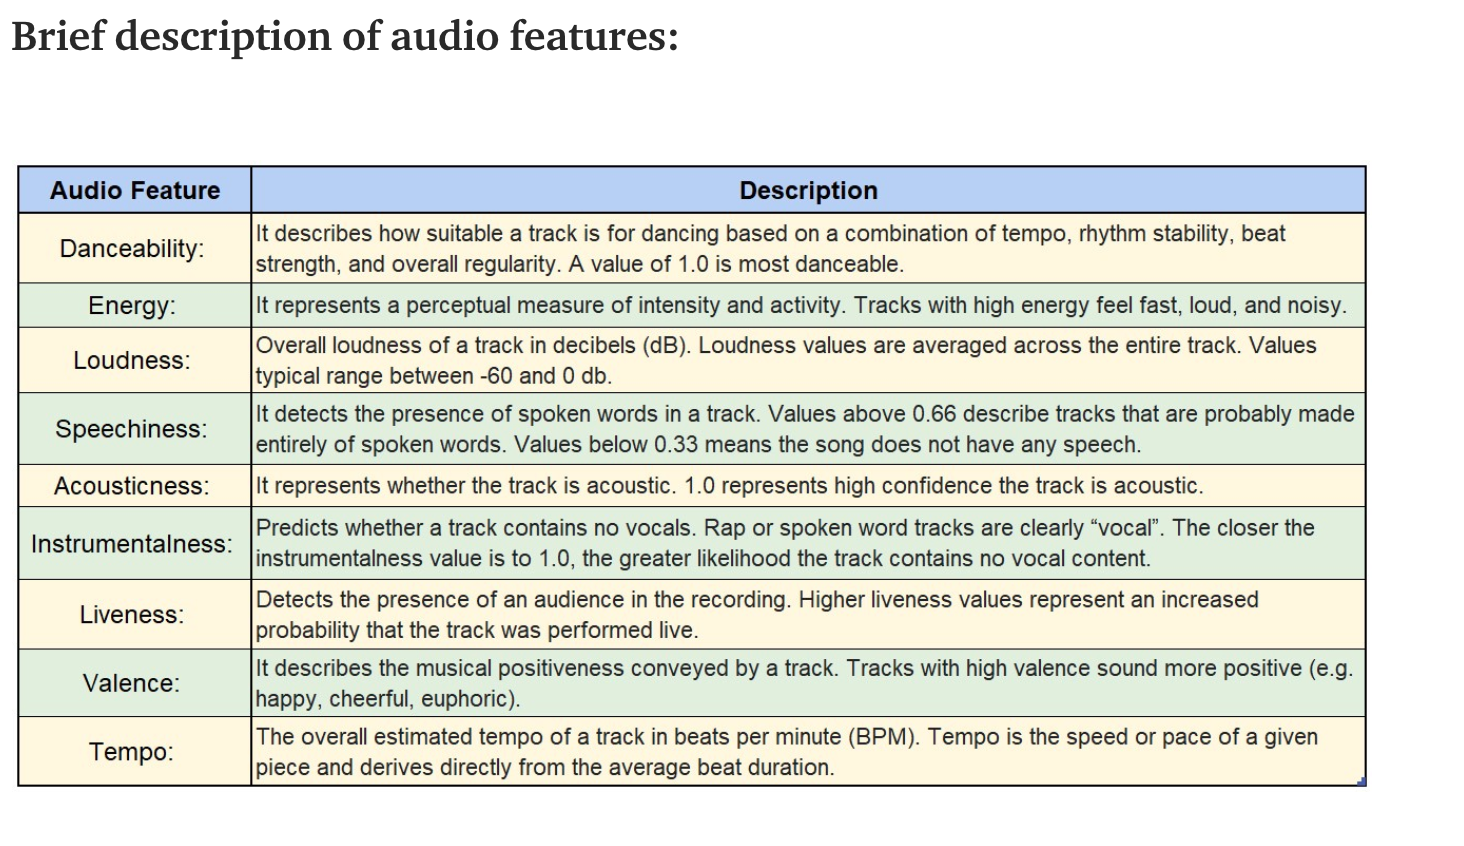 Brief description of audio features:
Audio Feature
Description
Danceability:
It describes how suitable a track is for dancing based on a combination of tempo, rhythm stability, beat
strength, and overall regularity. A value of 1.0 is most danceable.
Energy:
It represents a perceptual measure of intensity and activity. Tracks with high energy feel fast, loud, and noisy.
Loudness:
Overall loudness of a track in decibels (dB). Loudness values are averaged across the entire track. Values
typical range between -60 and 0 db.
Speechiness:
It detects the presence of spoken words in a track. Values above 0.66 describe tracks that are probably made
entirely of spoken words. Values below 0.33 means the song does not have any speech.
Acousticness:
It represents whether the track is acoustic. 1.0 represents high confidence the track is acoustic.
Instrumentalness:
Predicts whether a track contains no vocals. Rap or spoken word tracks are clearly “vocal”. The closer the
instrumentalness value is to 1.0, the greater likelihood the track contains no vocal content.
Liveness:
Detects the presence of an audience in the recording. Higher liveness values represent an increased
probability that the track was performed live.
Valence:
It describes the musical positiveness conveyed by a track. Tracks with high valence sound more positive (e.g.
happy, cheerful, euphoric).
Tempo:
The overall estimated tempo of a track in beats per minute (BPM). Tempo is the speed or pace of a given
piece and derives directly from the average beat duration.